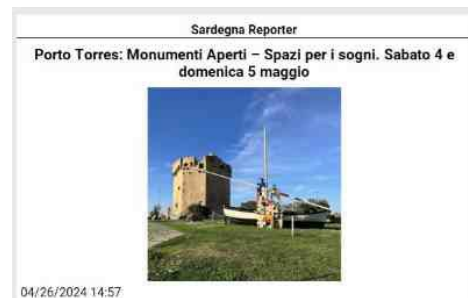 Sardegna Reporter
Porto Torres: Monumenti Aperti – Spazi per i sogni. Sabato 4 e
domenica 5 maggio
04/26/2024 14:57